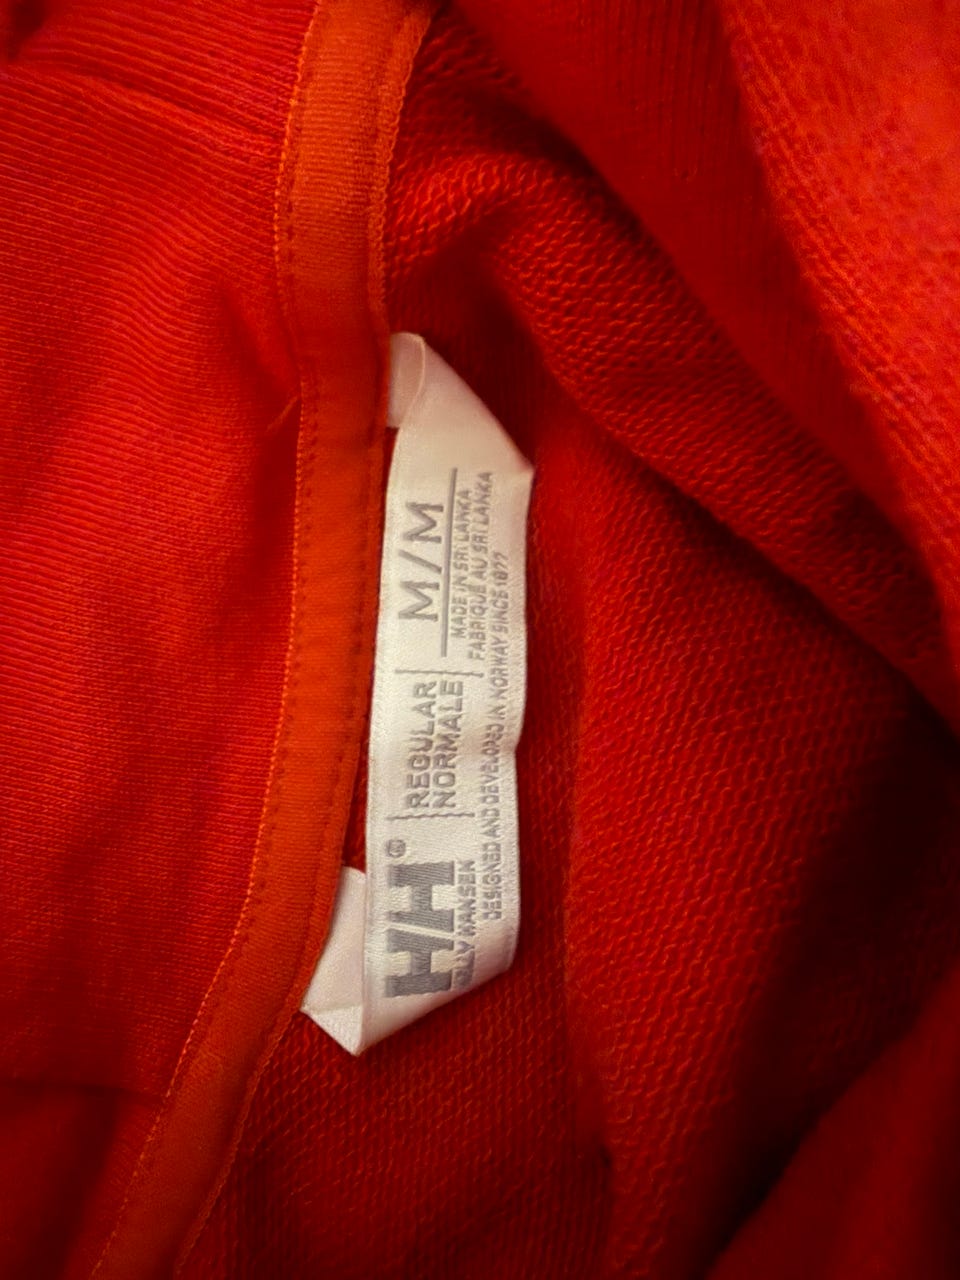 HH®
HELLY HANSEN
REGULAR
NORMALE
M/M
MADE IN SRI LANKA
FABRIQUE AU SRI LANKA
DESIGNED AND DEVELOPED IN NORWAY SINCE 1877